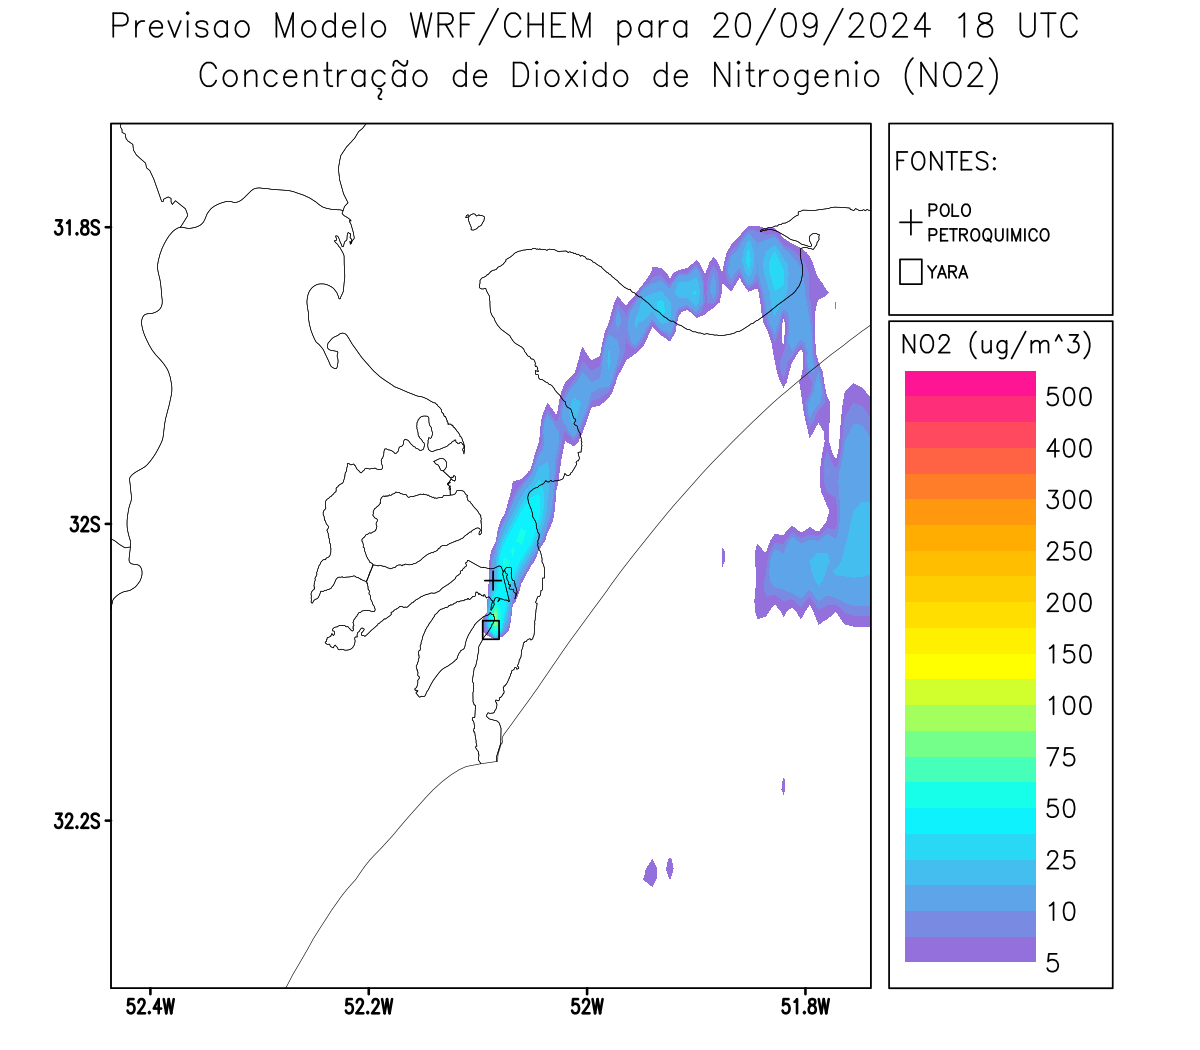 Previsao Modelo WRF/CHEM para 20/09/2024 18 UTC
Concentração de Dioxido de Nitrogenio (NO2)
FONTES:
POLO
PETROQUIMICO
YARA
31.8S
32S
32.2S
52.4W
52.2W
52W
51.8W
NO2 (ug/m^3)
500
400
300
250
200
150
100
75
50
25
10
5